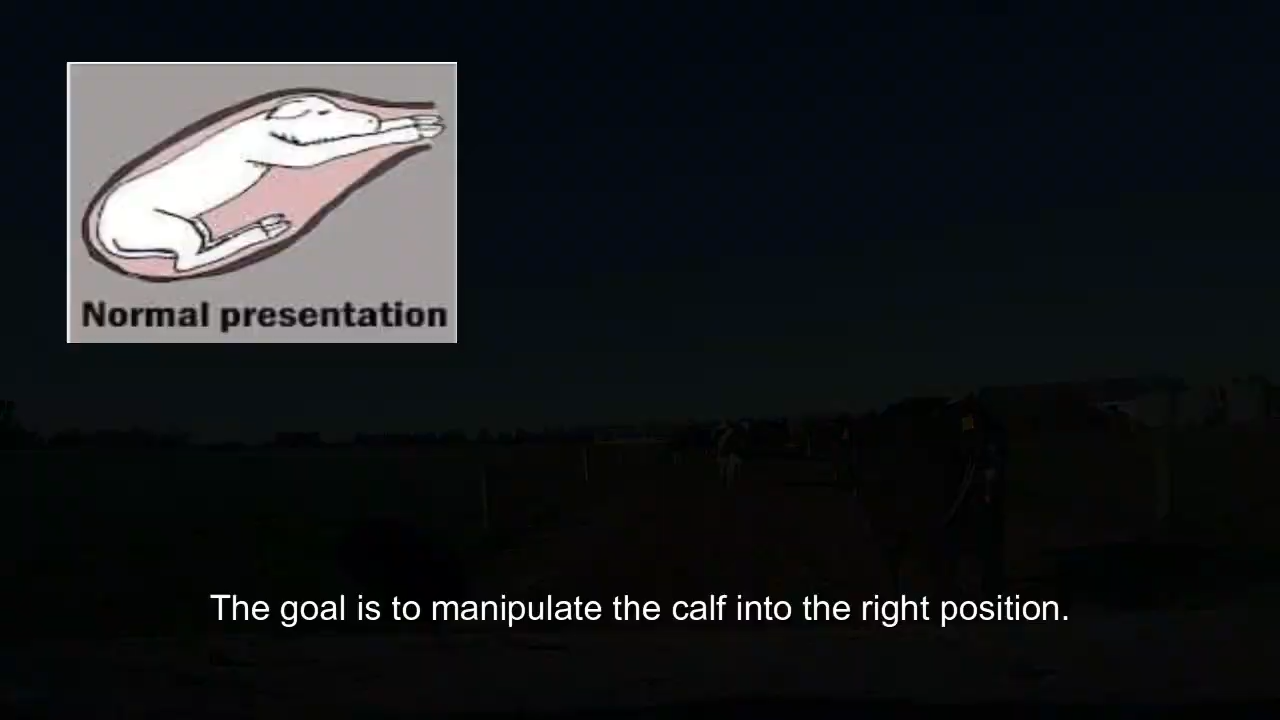 Normal presentation
The goal is to manipulate the calf into the right position.